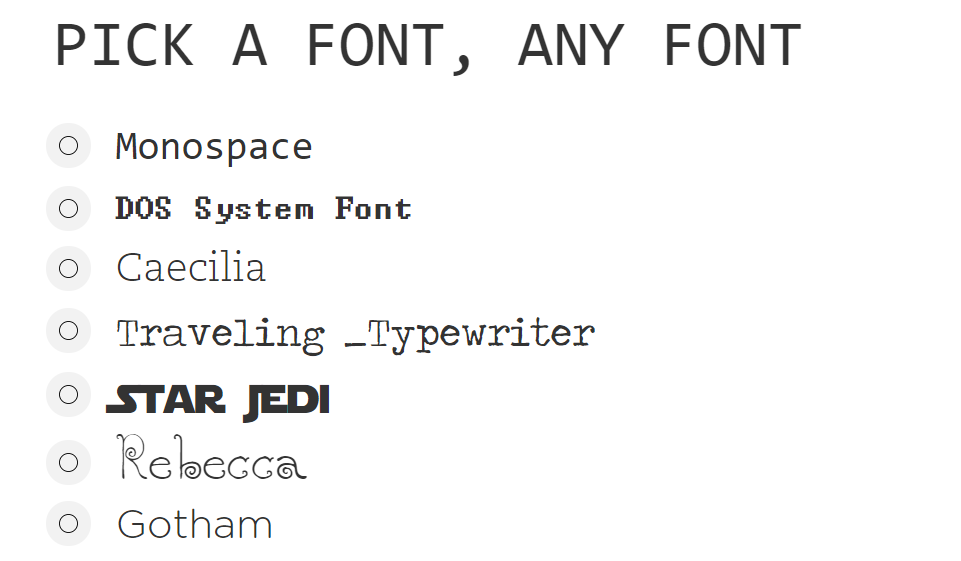 PICK A FONT, ANY FONT
Monospace
DOS System Font
Caecilia
Traveling _Typewriter
STAR JEDI
Rebecca
Gotham